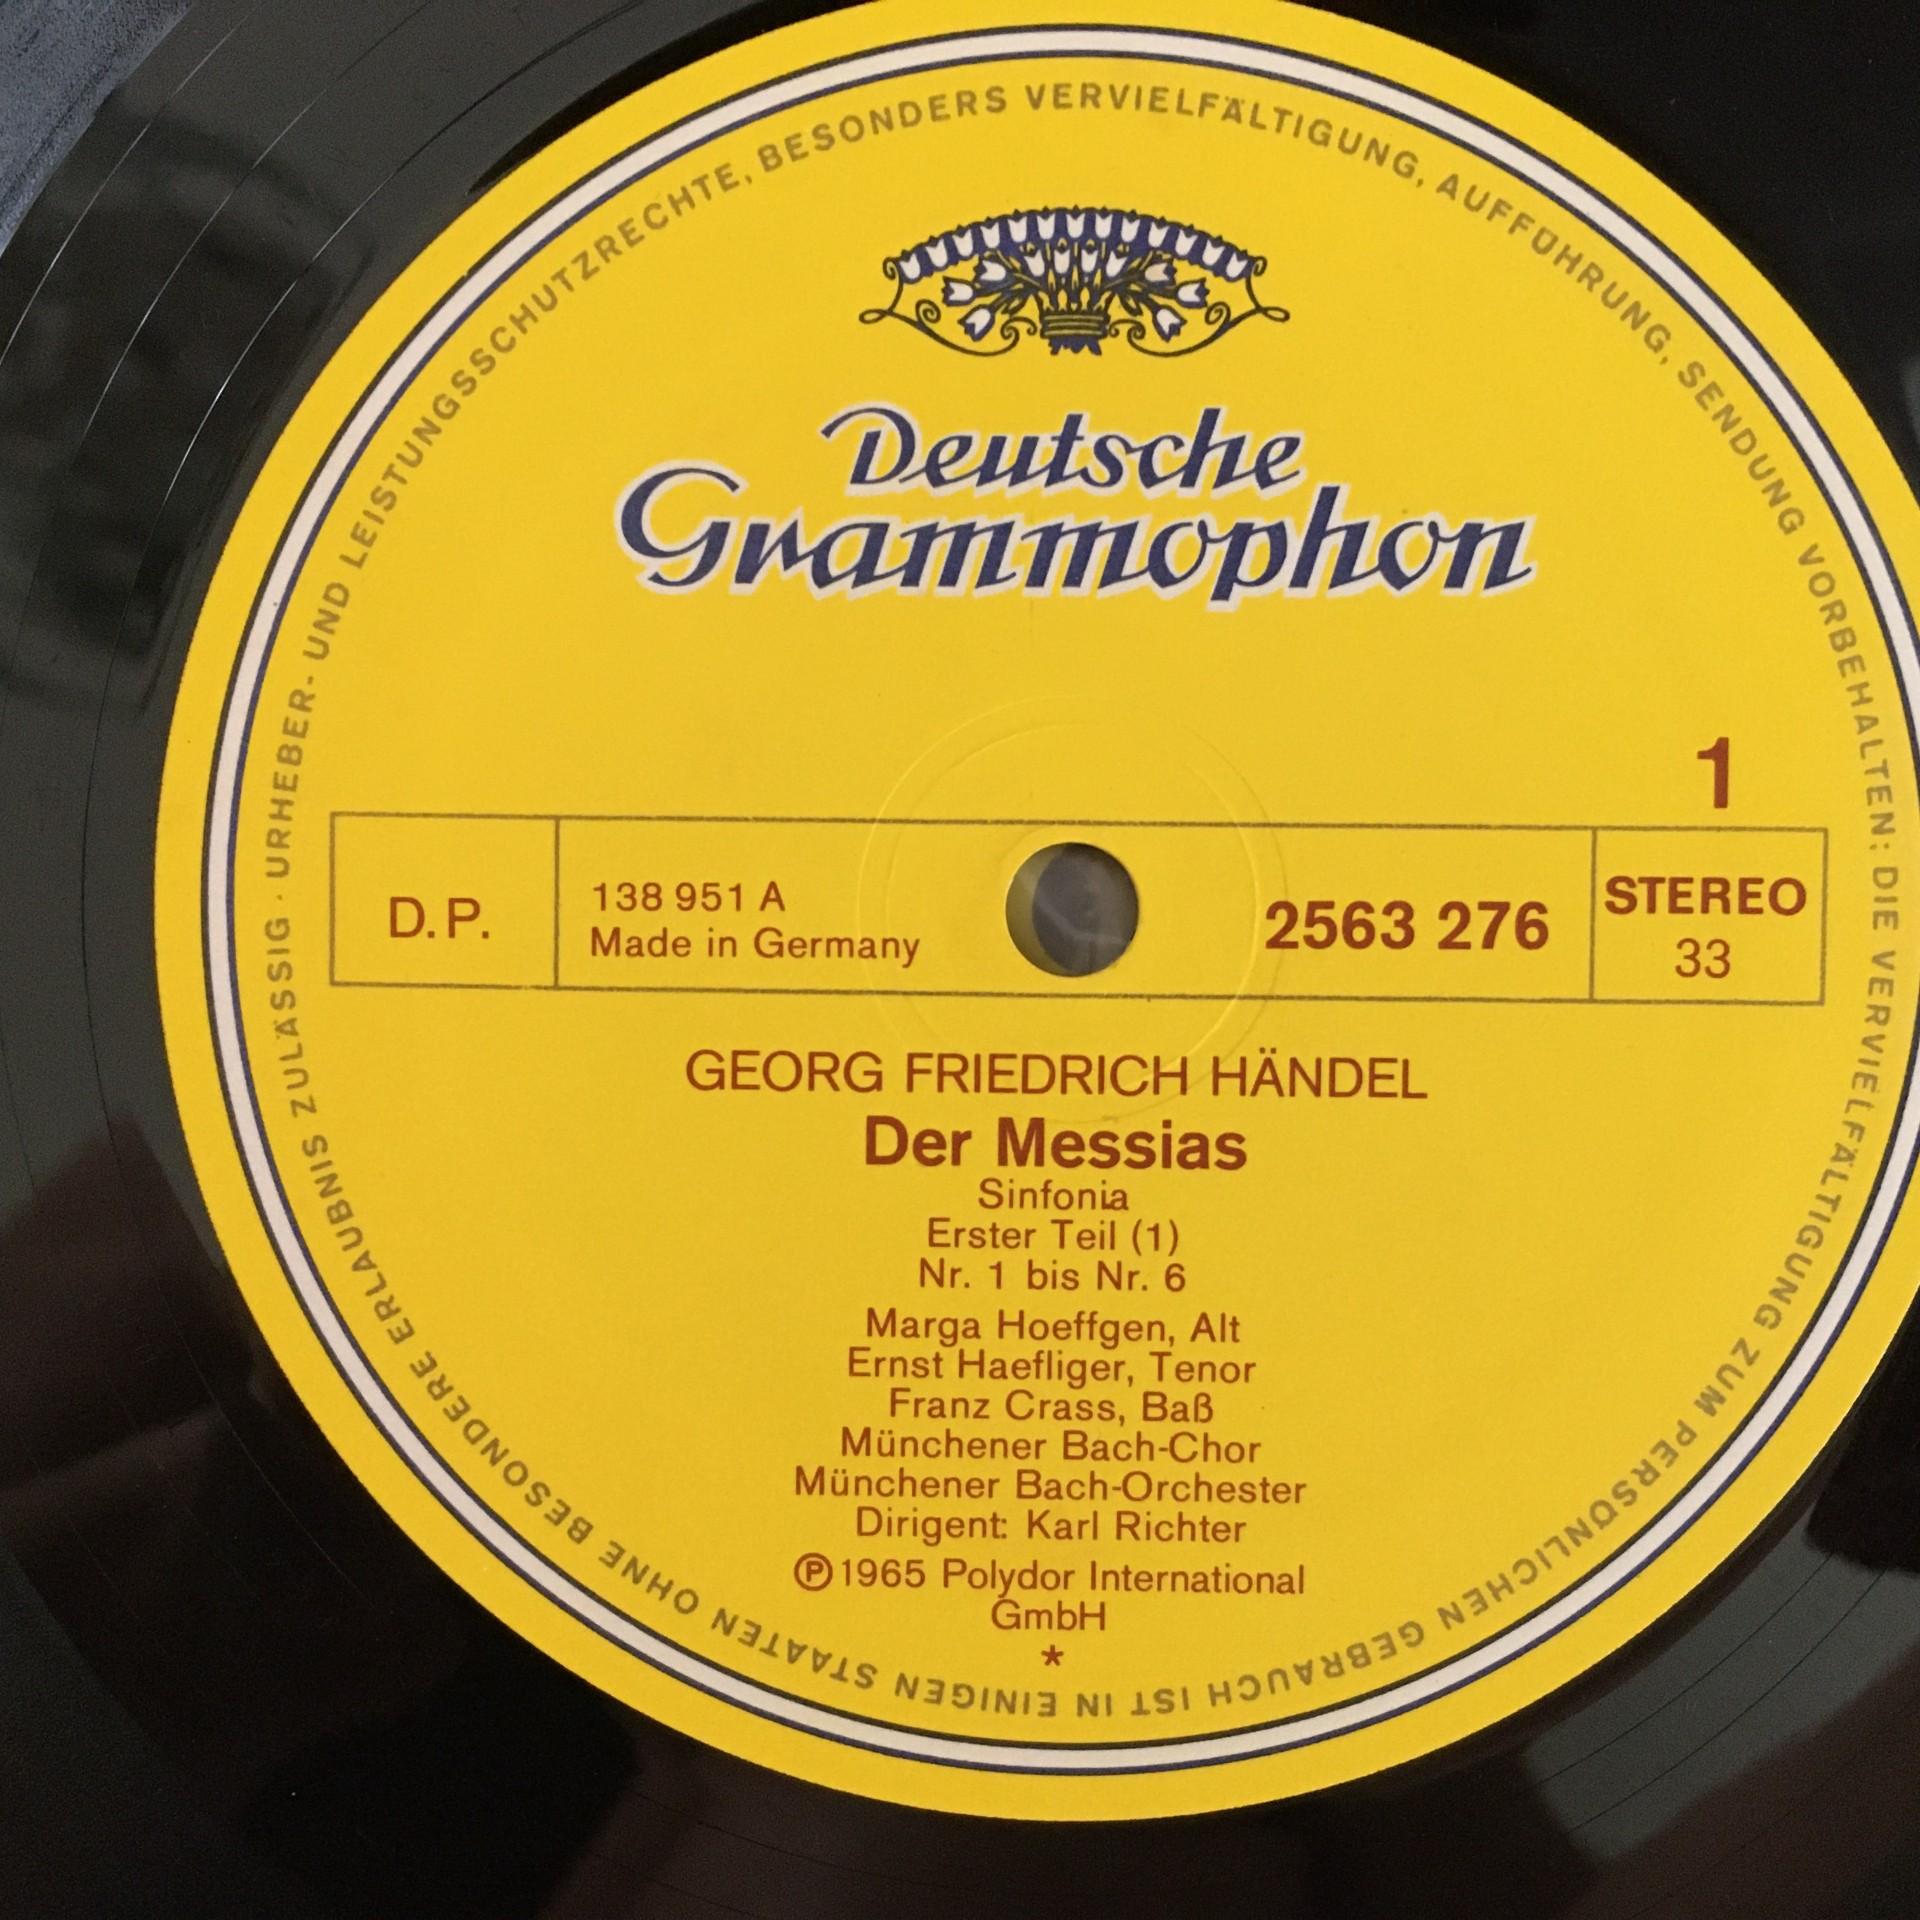 URHEBER- UND LEISTUNGSSCHUTZRECHTE, BESONDERS VERVIELFÄLTIGUNG, AUFFÜHRUNG, SENDUNG VORBEHALTEN: DIE VERVIELFÄLTIGUNG ZUM PERSÖNLICHEN GEBRAUCH IST IN EINIGEN STAATEN OHNE BESONDERE ERLAUBNIS ZULÄSSIG ·
Deutsche
Grammophon
1
D.P.
138 951 A
Made in Germany
2563 276
STEREO
33
GEORG FRIEDRICH HÄNDEL
Der Messias
Sinfonia
Erster Teil (1)
Nr. 1 bis Nr. 6
Marga Hoeffgen, Alt
Ernst Haefliger, Tenor
Franz Crass, Baß
Münchener Bach-Chor
Münchener Bach-Orchester
Dirigent: Karl Richter
Ⓟ1965 Polydor International
GmbH
*